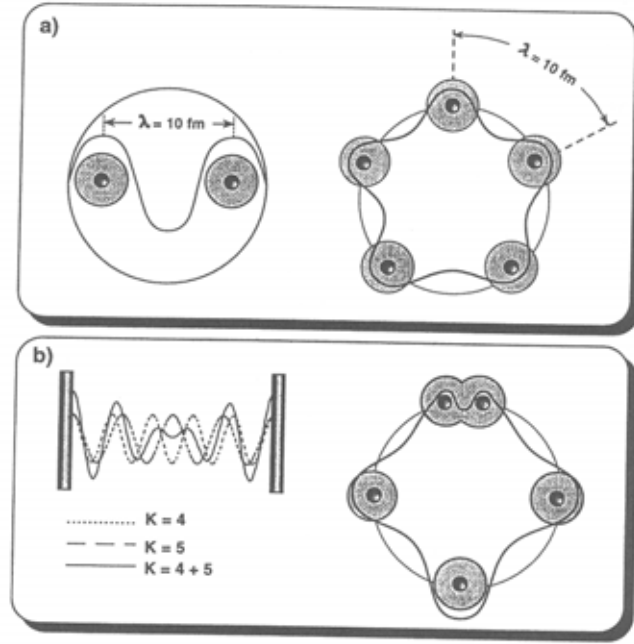 a)
λ = 10 fm
λ = 10 fm
b)
K = 4
K = 5
K = 4 + 5